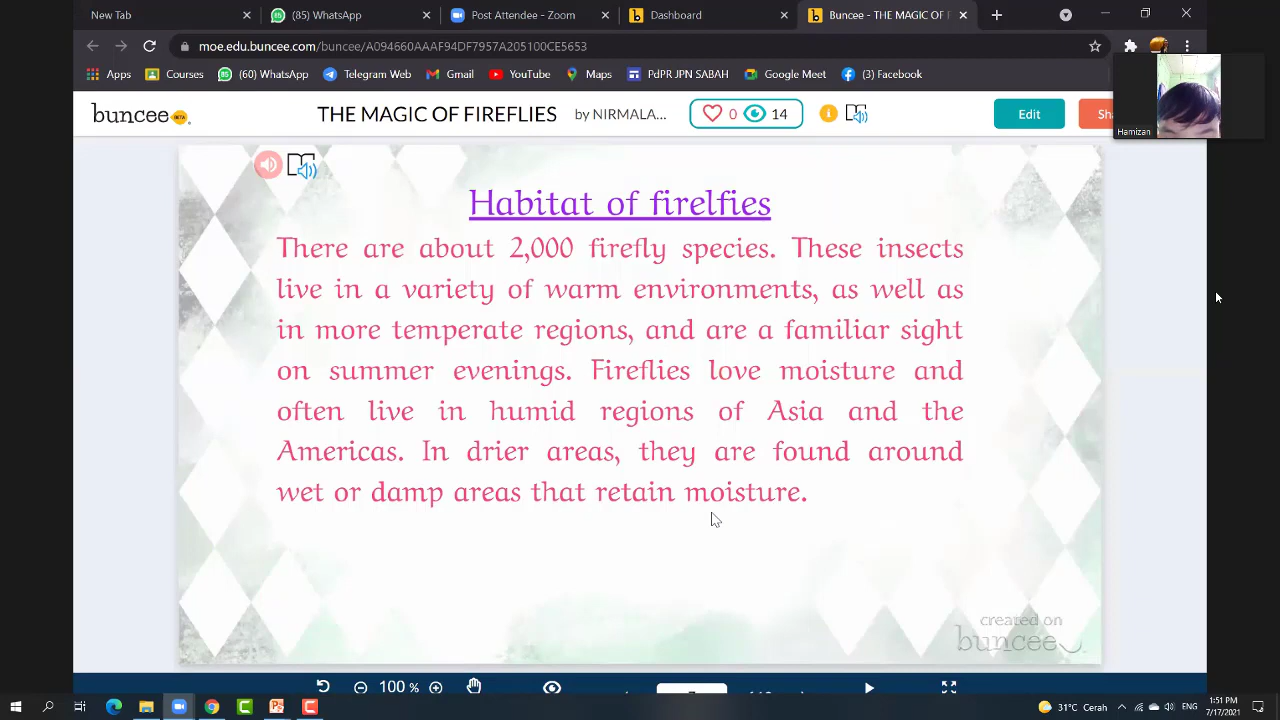 New Tab
(85) WhatsApp
Post Attendee - Zoom
Dashboard
Buncee - THE MAGIC OF F
moe.edu.buncee.com/buncee/A094660AAAF94DF7957A205100CE5653
Apps
Courses
(60) WhatsApp
Telegram Web
Gmail
YouTube
Maps
PdPR JPN SABAH
Google Meet
(3) Facebook
buncee BETA
THE MAGIC OF FIREFLIES
by NIRMALA...
0
14
Edit
Sh
Hamizan
Habitat of firelfies
There are about 2,000 firefly species. These insects
live in a variety of warm environments, as well as
in more temperate regions, and are a familiar sight
on summer evenings. Fireflies love moisture and
often live in humid regions of Asia and the
Americas. In drier areas, they are found around
wet or damp areas that retain moisture.
created on
buncee
100 %
31°C Cerah
ENG
1:51 PM
7/17/2021